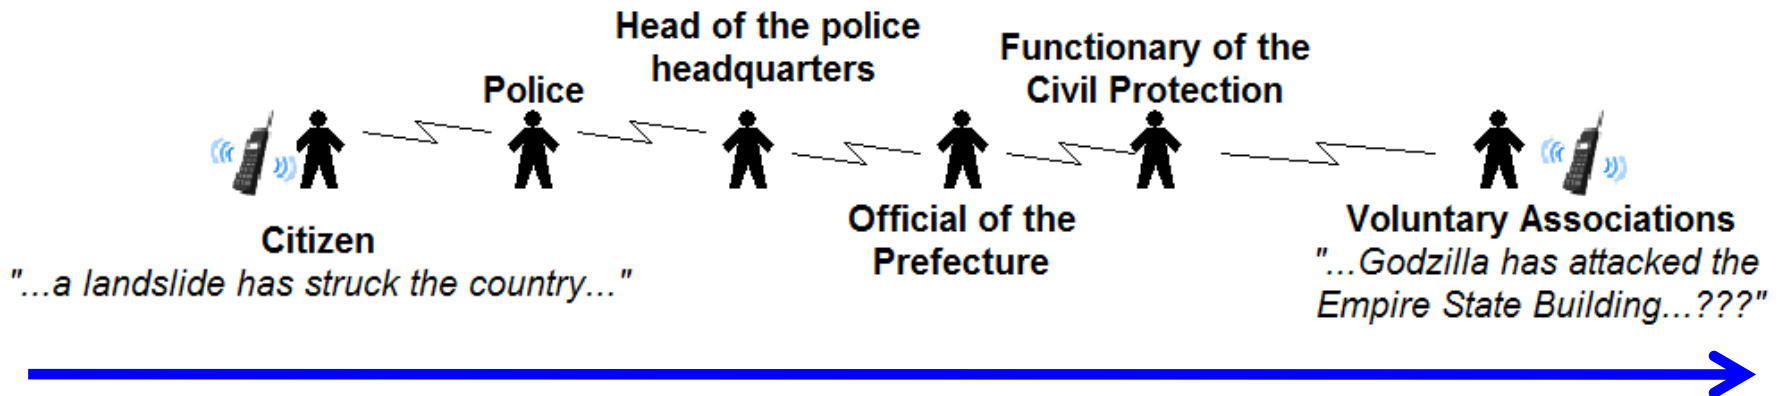 Citizen
"...a landslide has struck the country..."
Police
Head of the police
headquarters
Official of the
Prefecture
Functionary of the
Civil Protection
Voluntary Associations
"...Godzilla has attacked the
Empire State Building...???"